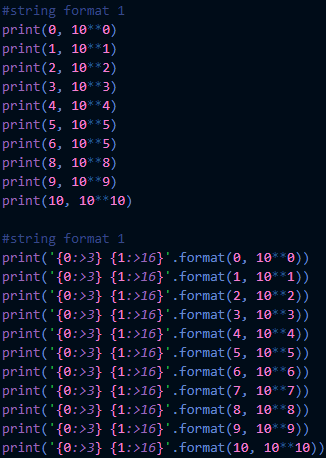 #string format 1
print(0, 10**0)
print(1, 10**1)
print(2, 10**2)
print(3, 10**3)
print(4, 10**4)
print(5, 10**5)
print(6, 10**5)
print(8, 10**8)
print(9, 10**9)
print(10, 10**10)

#string format 1
print('{0:>3} {1:>16}'.format(0, 10**0))
print('{0:>3} {1:>16}'.format(1, 10**1))
print('{0:>3} {1:>16}'.format(2, 10**2))
print('{0:>3} {1:>16}'.format(3, 10**3))
print('{0:>3} {1:>16}'.format(4, 10**4))
print('{0:>3} {1:>16}'.format(5, 10**5))
print('{0:>3} {1:>16}'.format(6, 10**6))
print('{0:>3} {1:>16}'.format(7, 10**7))
print('{0:>3} {1:>16}'.format(8, 10**8))
print('{0:>3} {1:>16}'.format(9, 10**9))
print('{0:>3} {1:>16}'.format(10, 10**10))